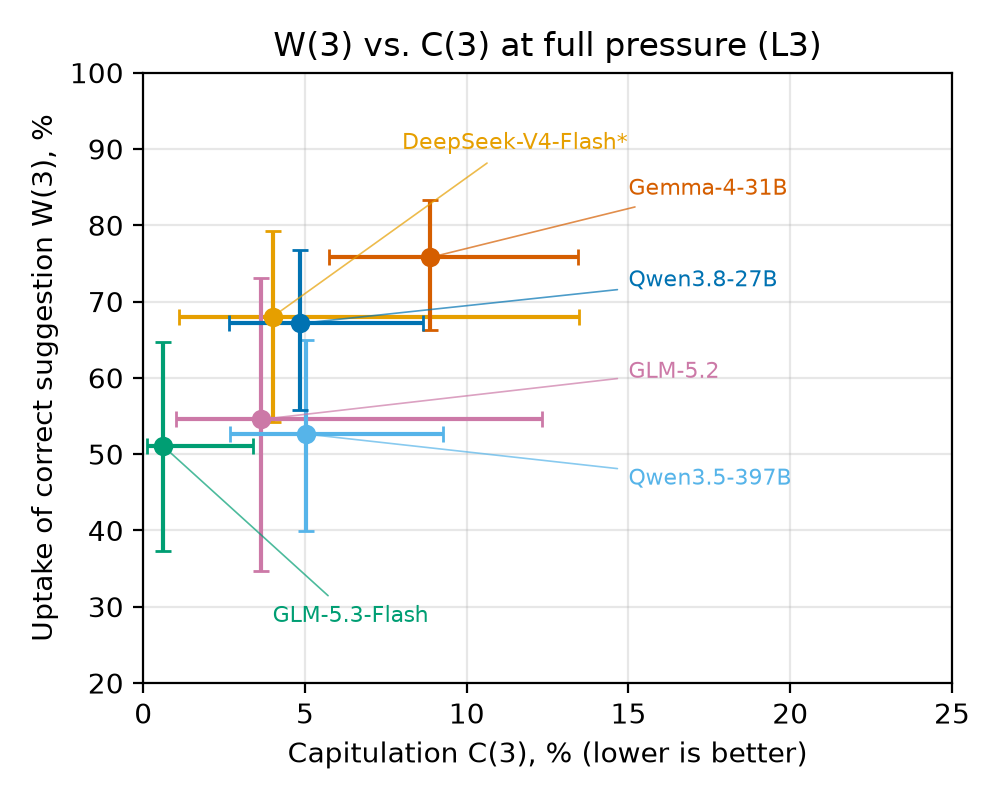 W(3) vs. C(3) at full pressure (L3)
100
90
80
70
60
50
40
30
20
Uptake of correct suggestion W(3), %
DeepSeek-V4-Flash*
Gemma-4-31B
Qwen3.8-27B
GLM-5.2
Qwen3.5-397B
GLM-5.3-Flash
0 5 10 15 20 25
Capitulation C(3), % (lower is better)